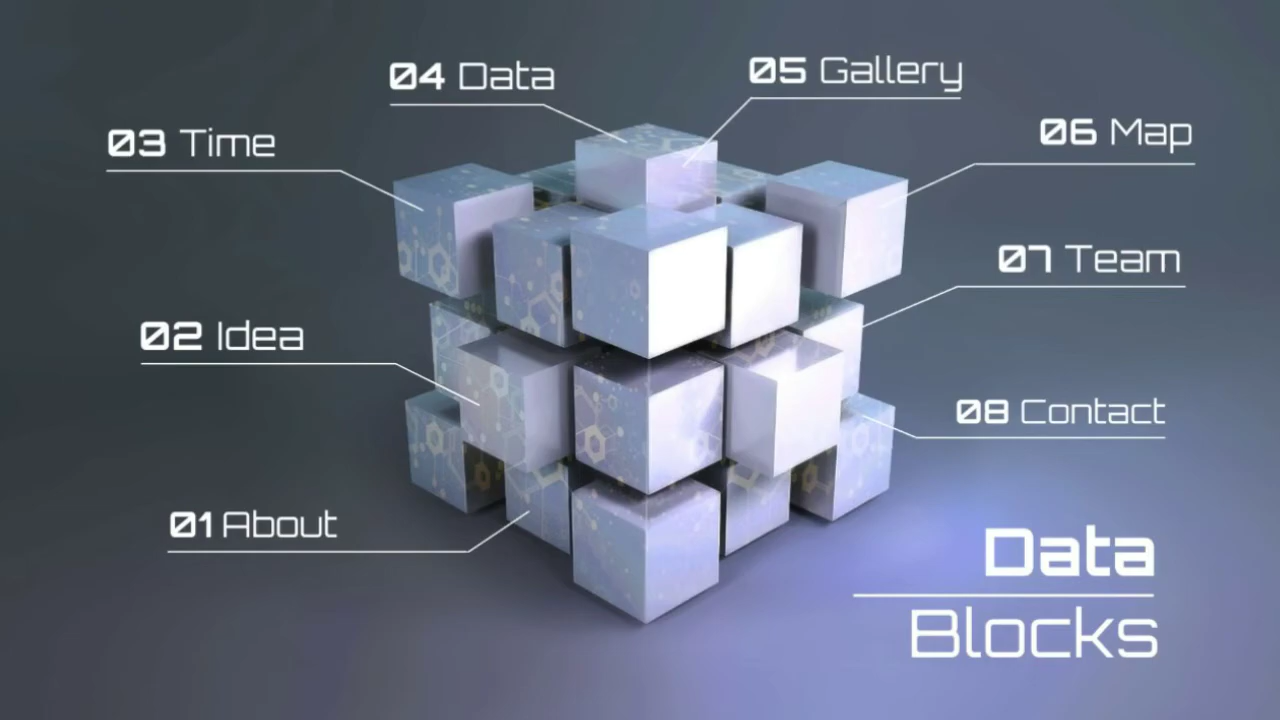 04 Data
05 Gallery
03 Time
06 Map
07 Team
02 Idea
08 Contact
01 About
Data
Blocks